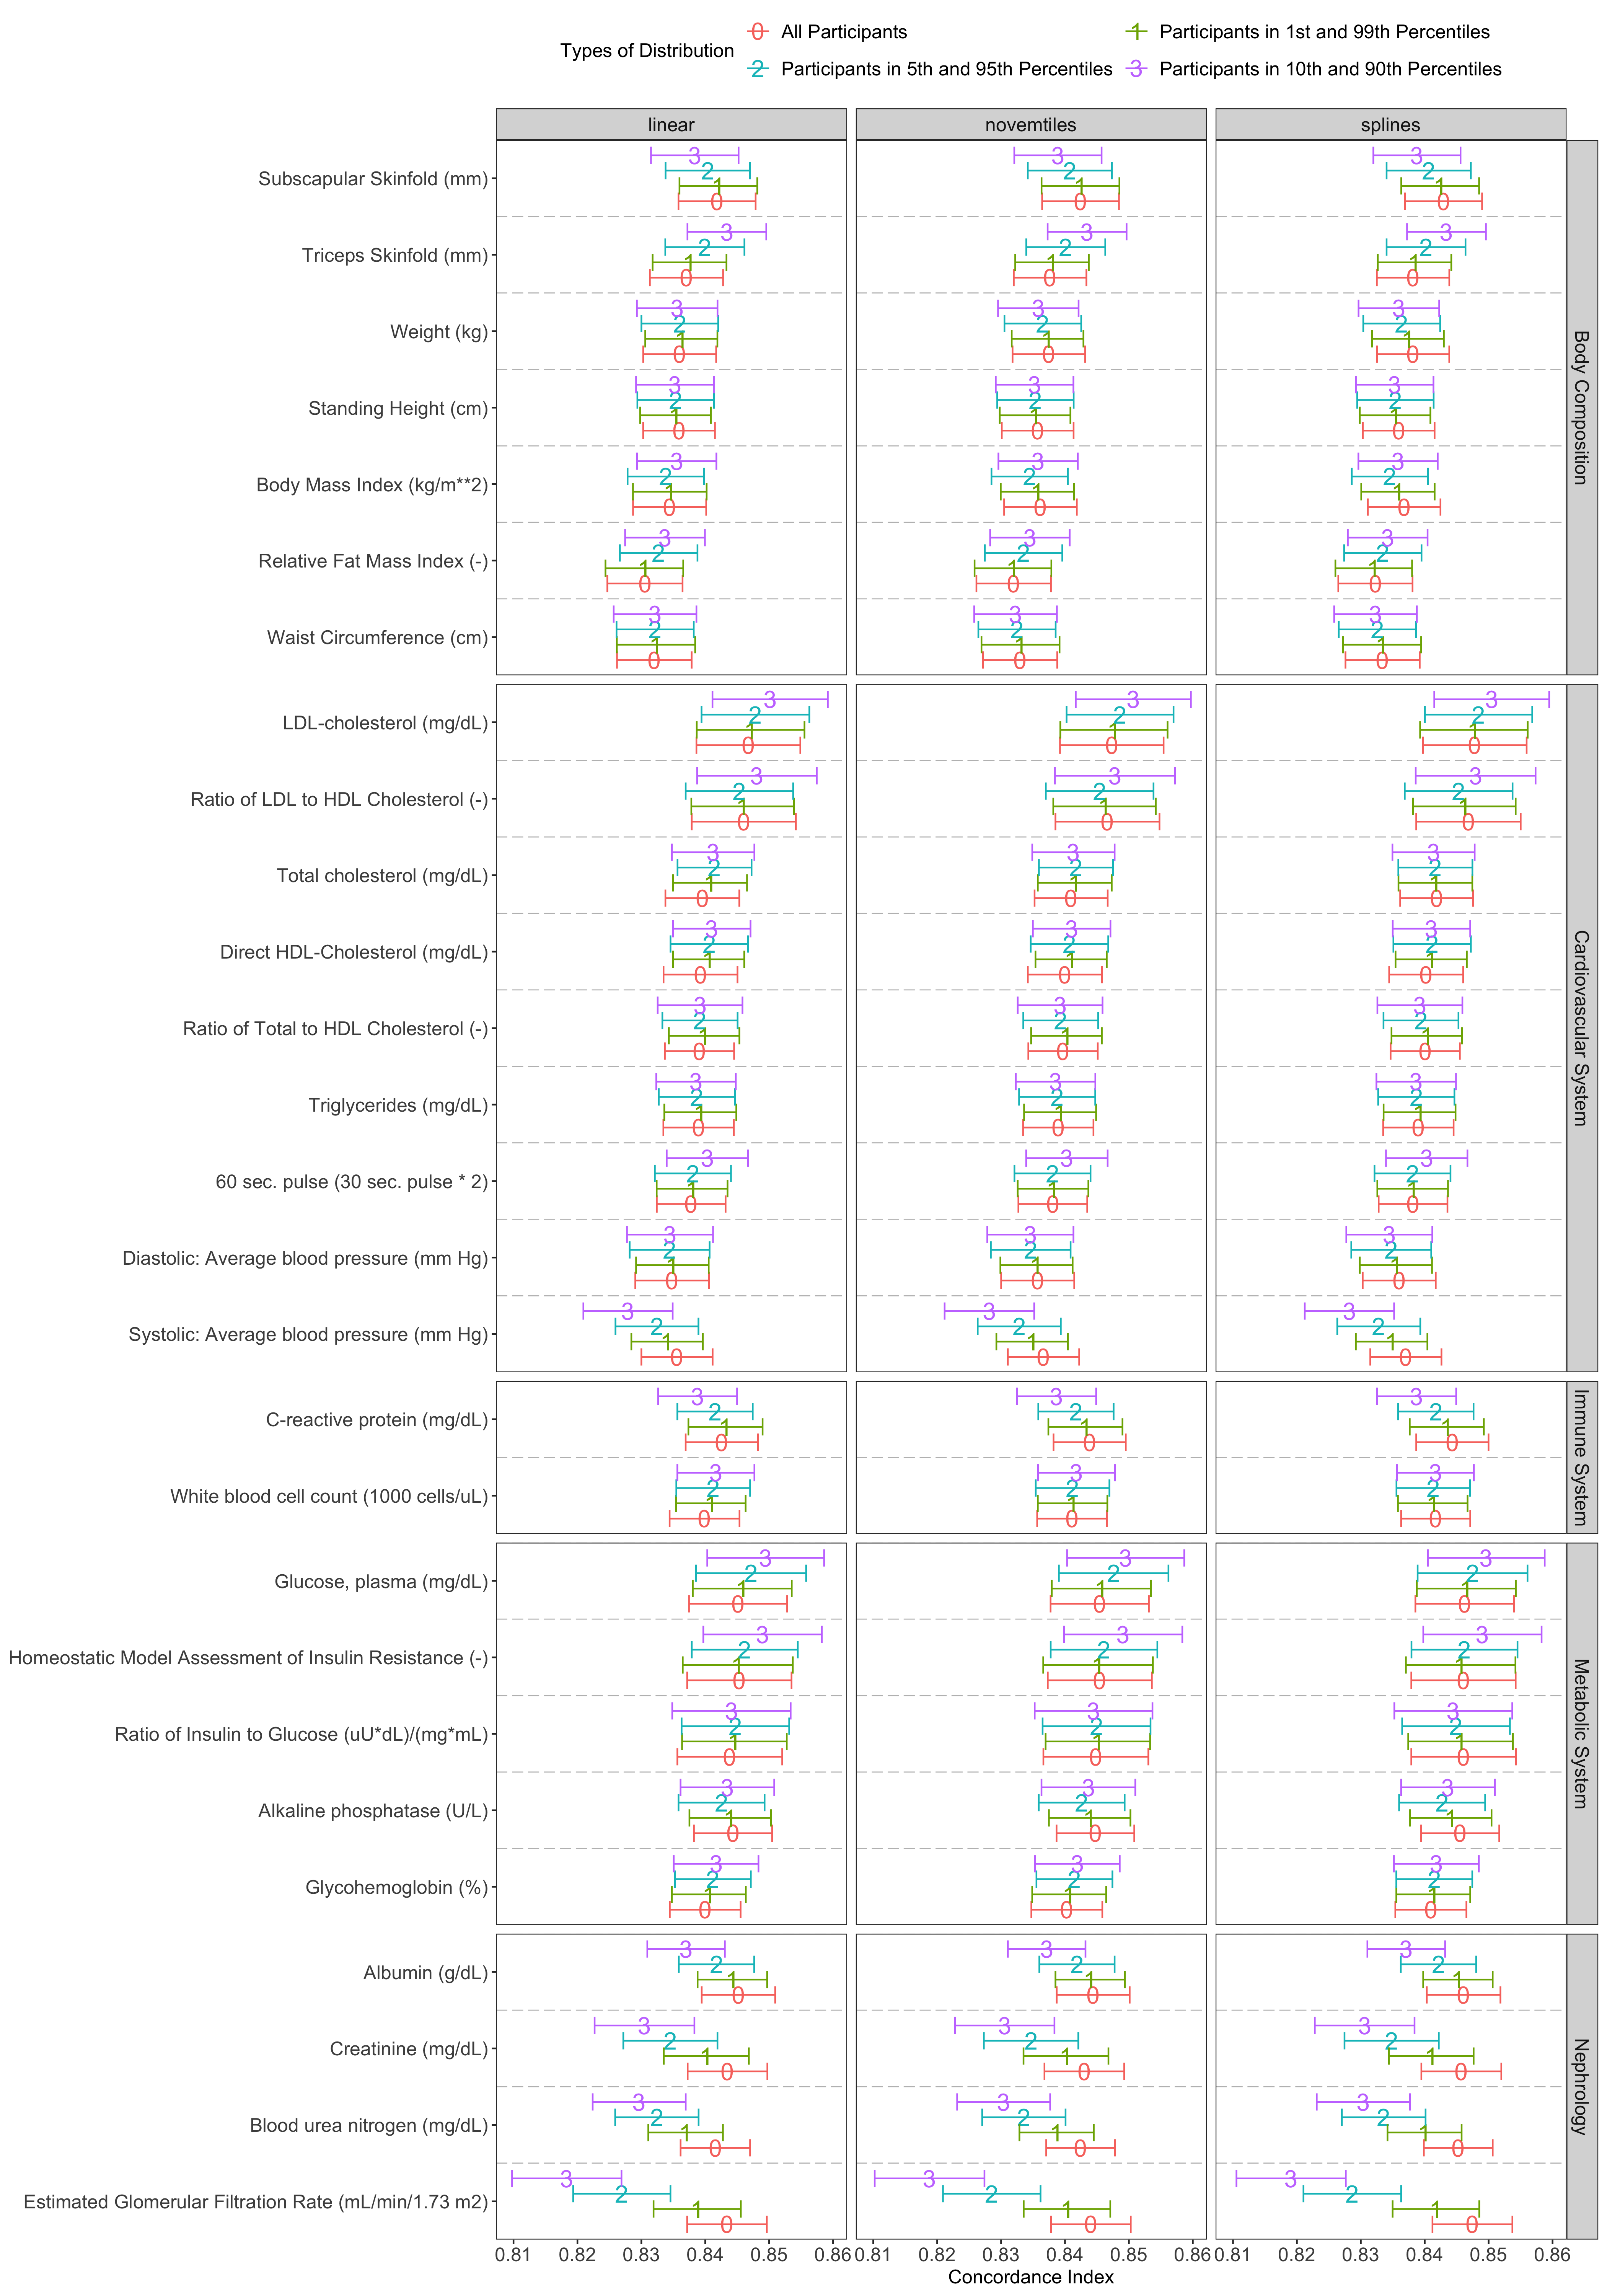 Types of Distribution
0 All Participants
1 Participants in 1st and 99th Percentiles
2 Participants in 5th and 95th Percentiles
3 Participants in 10th and 90th Percentiles
linear
novemtiles
splines
Subscapular Skinfold (mm)
Triceps Skinfold (mm)
Weight (kg)
Standing Height (cm)
Body Mass Index (kg/m**2)
Relative Fat Mass Index (-)
Waist Circumference (cm)
Body Composition
LDL-cholesterol (mg/dL)
Ratio of LDL to HDL Cholesterol (-)
Total cholesterol (mg/dL)
Direct HDL-Cholesterol (mg/dL)
Ratio of Total to HDL Cholesterol (-)
Triglycerides (mg/dL)
60 sec. pulse (30 sec. pulse * 2)
Diastolic: Average blood pressure (mm Hg)
Systolic: Average blood pressure (mm Hg)
Cardiovascular System
C-reactive protein (mg/dL)
White blood cell count (1000 cells/uL)
Immune System
Glucose, plasma (mg/dL)
Homeostatic Model Assessment of Insulin Resistance (-)
Ratio of Insulin to Glucose (uU*dL)/(mg*mL)
Alkaline phosphatase (U/L)
Glycohemoglobin (%)
Metabolic System
Albumin (g/dL)
Creatinine (mg/dL)
Blood urea nitrogen (mg/dL)
Estimated Glomerular Filtration Rate (mL/min/1.73 m2)
Nephrology
0.81 0.82 0.83 0.84 0.85 0.86
0.81 0.82 0.83 0.84 0.85 0.86
0.81 0.82 0.83 0.84 0.85 0.86
Concordance Index